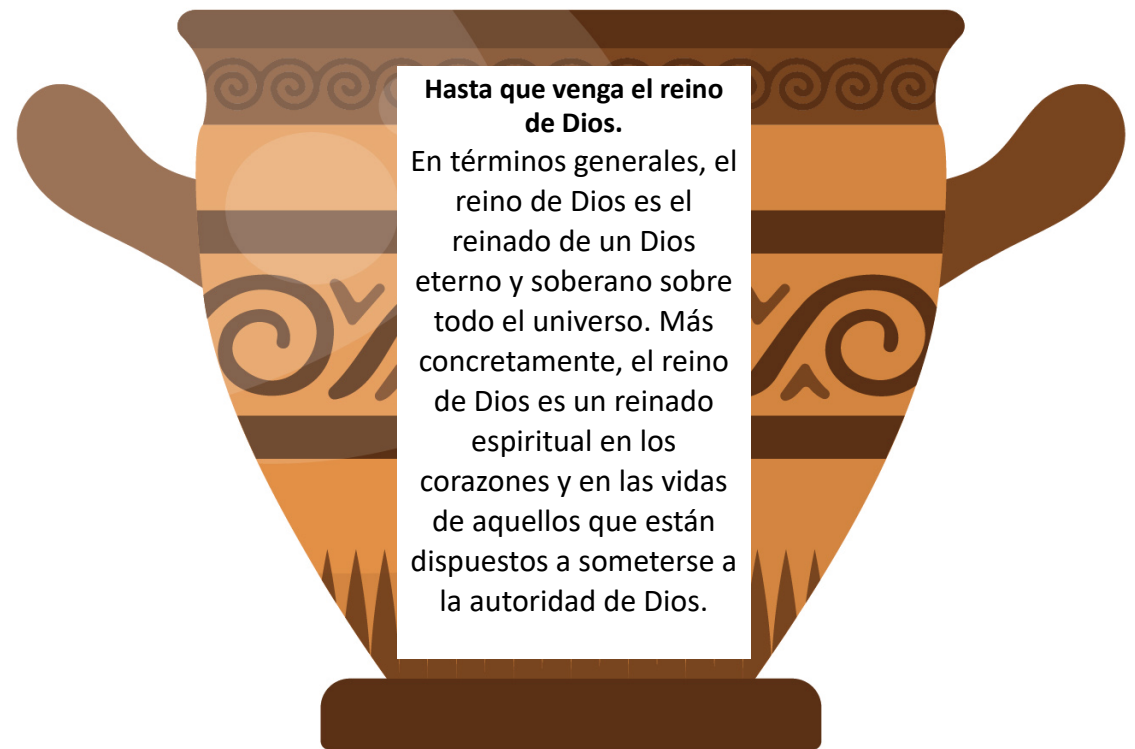 Hasta que venga el reino
de Dios.
En términos generales, el
reino de Dios es el
reinado de un Dios
eterno y soberano sobre
todo el universo. Más
concretamente, el reino
de Dios es un reinado
espiritual en los
corazones y en las vidas
de aquellos que están
dispuestos a someterse a
la autoridad de Dios.